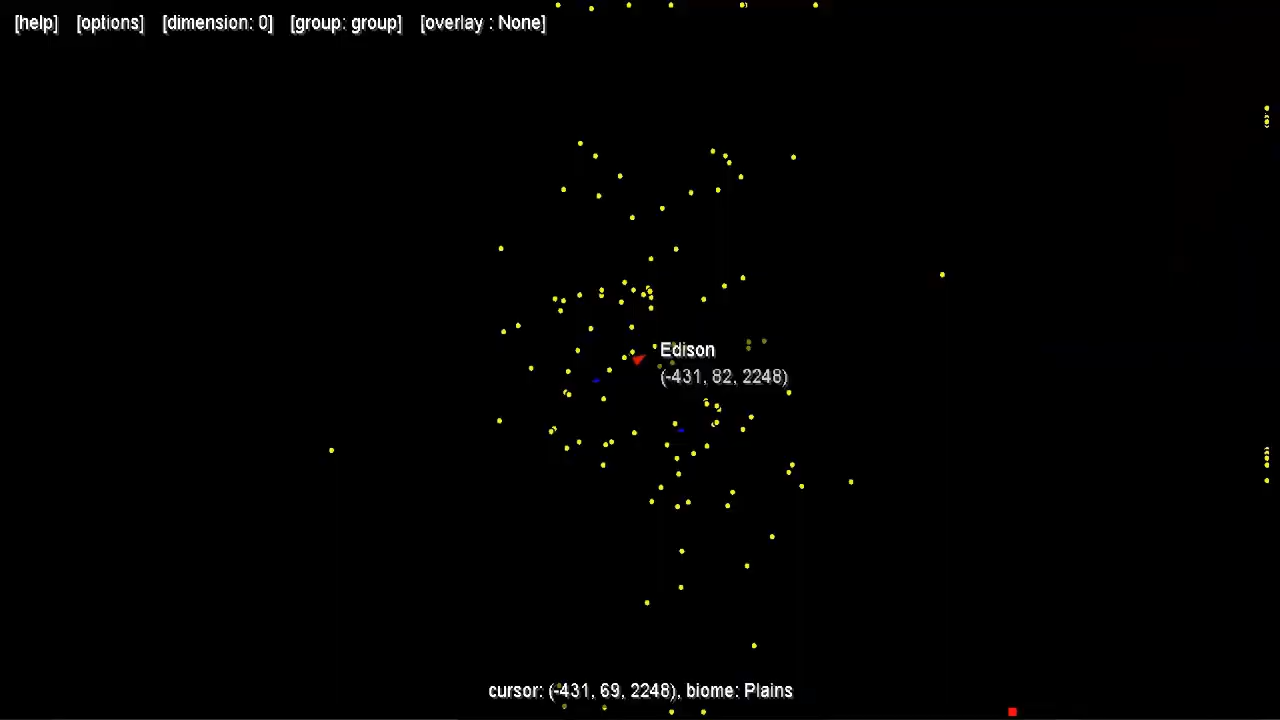 [help] [options] [dimension: 0] [group: group] [overlay : None]
Edison
(-431, 82, 2248)
cursor: (-431, 69, 2248), biome: Plains